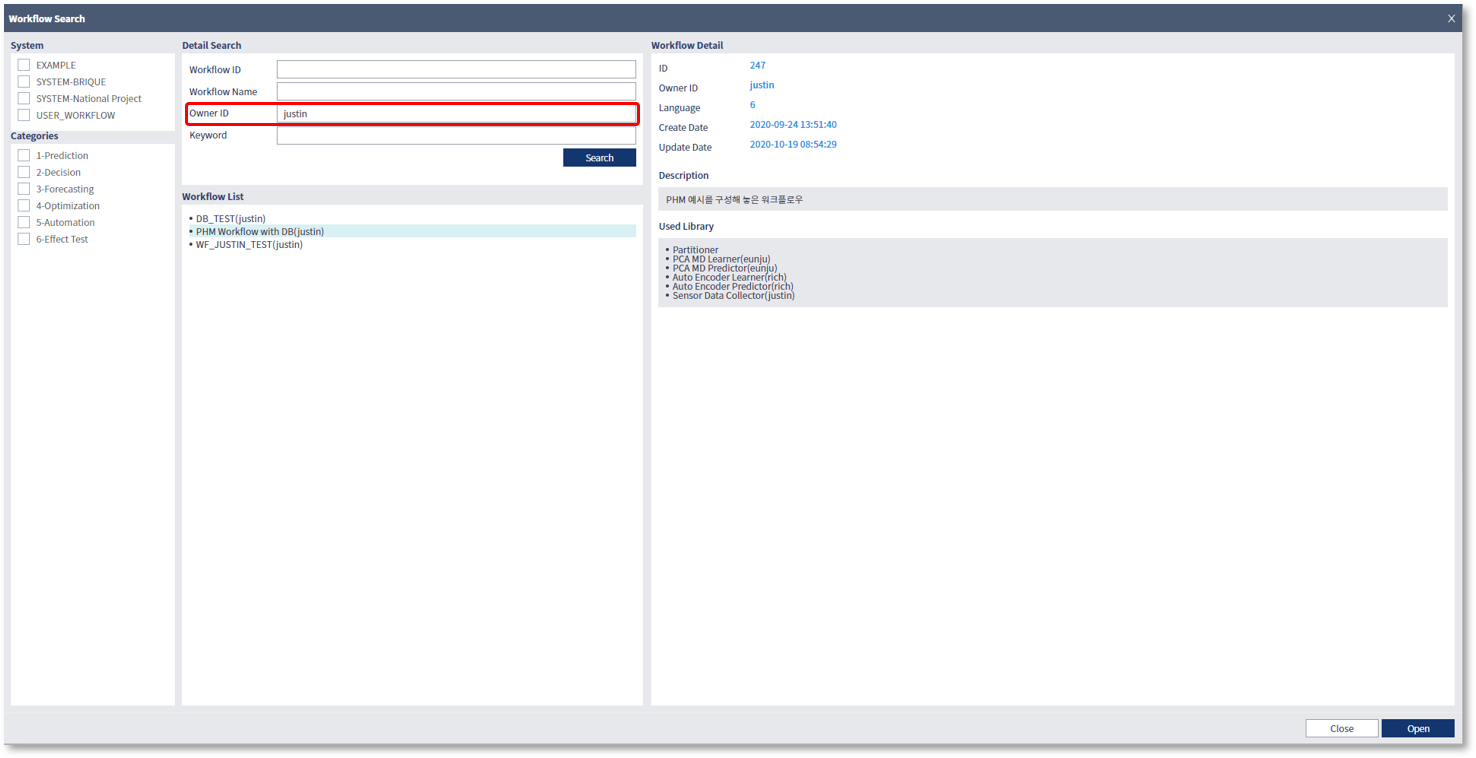 Workflow Search
X
System
EXAMPLE
SYSTEM-BRIQUE
SYSTEM-National Project
USER_WORKFLOW
Categories
1-Prediction
2-Decision
3-Forecasting
4-Optimization
5-Automation
6-Effect Test
Detail Search
Workflow ID
Workflow Name
Owner ID justin
Keyword
Search
Workflow List
• DB_TEST(justin)
• PHM Workflow with DB(justin)
• WF_JUSTIN_TEST(justin)
Workflow Detail
ID 247
Owner ID justin
Language 6
Create Date 2020-09-24 13:51:40
Update Date 2020-10-19 08:54:29
Description
PHM 예시를 구성해 놓은 워크플로우
Used Library
• Partitioner
• PCA MD Learner(eunju)
• PCA MD Predictor(eunju)
• Auto Encoder Learner(rich)
• Auto Encoder Predictor(rich)
• Sensor Data Collector(justin)
Close
Open